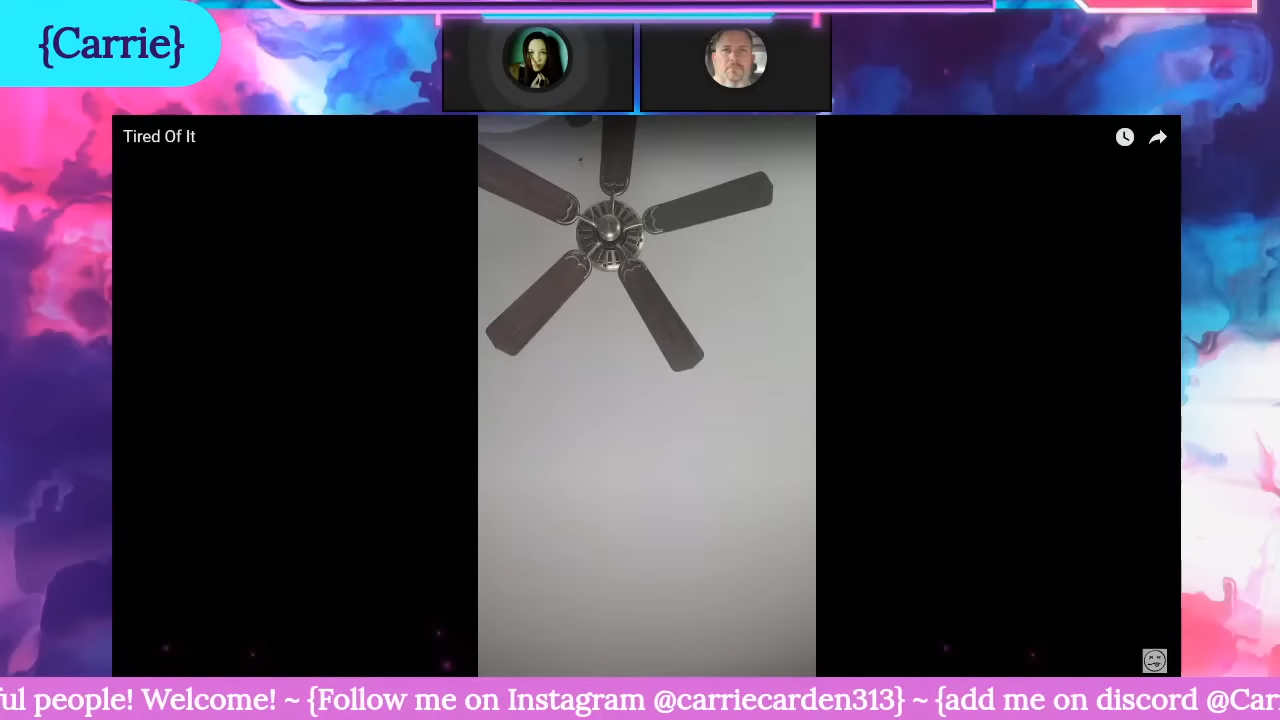 {Carrie}
Tired Of It
ful people! Welcome! ~ {Follow me on Instagram @carriecarden313} ~ {add me on discord @Car